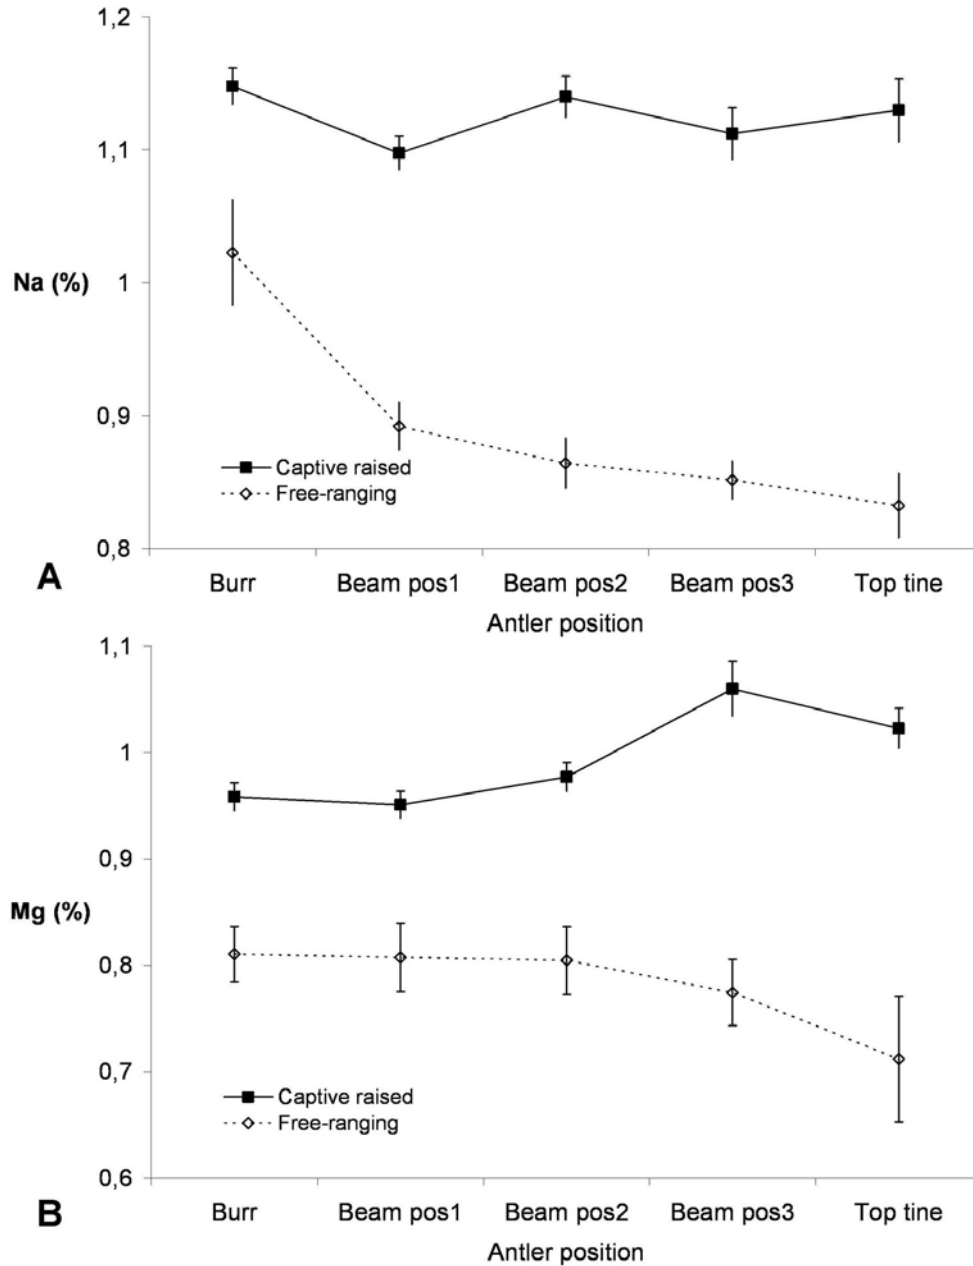 1,2
1,1
Na (%)
1
0,9
Captive raised
Free-ranging
0,8
A
Burr Beam pos1 Beam pos2 Beam pos3 Top tine
Antler position
1,1
1
0,9
Mg (%)
0,8
0,7
Captive raised
Free-ranging
0,6
B
Burr Beam pos1 Beam pos2 Beam pos3 Top tine
Antler position